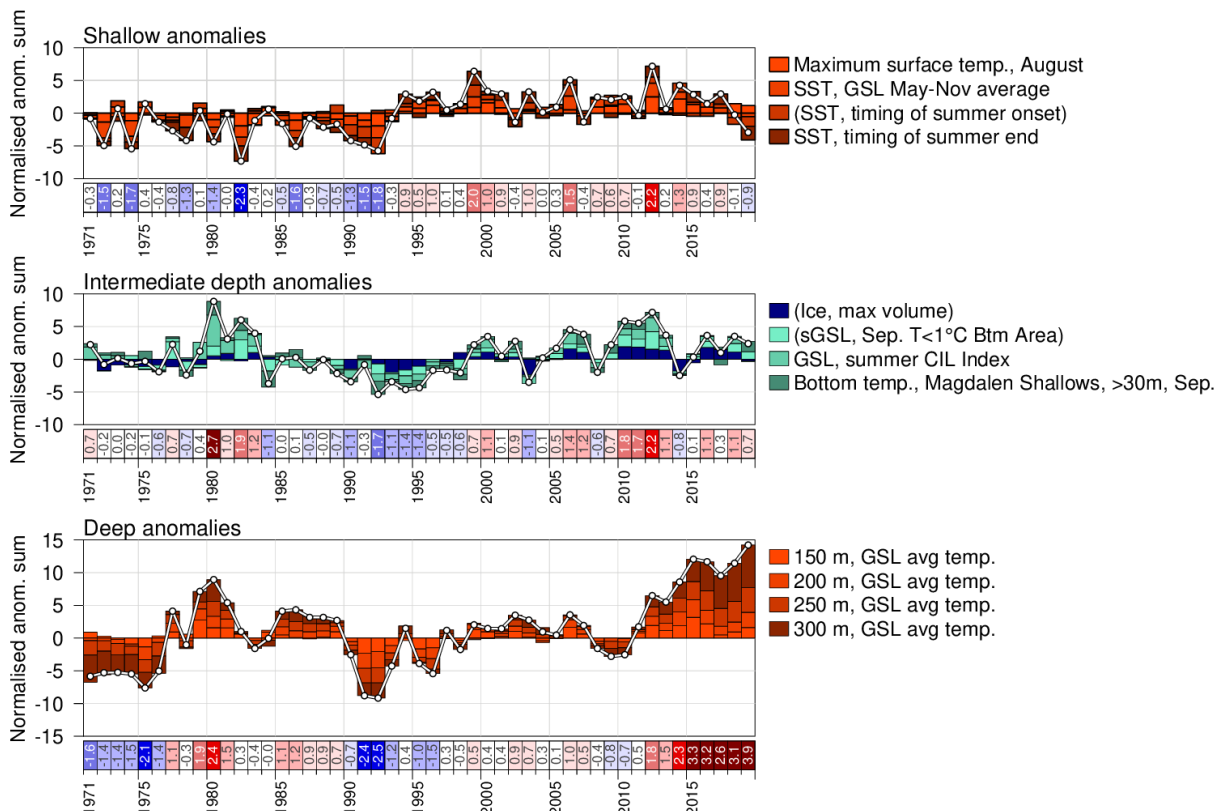 Shallow anomalies
Normalised anom. sum
10
5
0
-5
-10
Maximum surface temp., August
SST, GSL May-Nov average
(SST, timing of summer onset)
SST, timing of summer end
-0.3 -1.5 0.2 -1.7 0.4 -0.4 -0.8 -1.3 0.1 -1.4 -0.0 -2.3 -0.4 0.2 -0.5 -1.6 -0.3 -0.7 -0.5 -1.3 -1.5 -1.8 -0.3 0.9 0.5 1.0 0.1 0.4 2.0 1.0 0.9 -0.4 1.0 0.0 0.3 1.5 -0.4 0.9 0.6 0.7 -0.1 2.2 0.2 1.3 0.9 0.4 0.9 -0.1 -0.9
1971 1975 1980 1985 1990 1995 2000 2005 2010 2015
Intermediate depth anomalies
Normalised anom. sum
10
5
0
-5
-10
(Ice, max volume)
(sGSL, Sep. T<1°C Btm Area)
GSL, summer CIL Index
Bottom temp., Magdalen Shallows, >30m, Sep.
0.7 -0.2 0.0 -0.2 -0.1 -0.6 0.7 -0.7 0.4 2.7 1.0 1.9 1.2 -1.1 0.0 0.1 -0.5 -0.0 -0.7 -1.1 -0.3 -1.7 -1.1 -1.4 -1.4 -0.5 -0.5 -0.6 0.7 1.1 0.1 0.9 -1.1 0.1 0.5 1.4 1.2 -0.6 0.7 1.8 1.7 2.2 1.1 -0.8 0.1 1.1 0.3 1.1 0.7
1971 1975 1980 1985 1990 1995 2000 2005 2010 2015
Deep anomalies
Normalised anom. sum
15
10
5
0
-5
-10
-15
150 m, GSL avg temp.
200 m, GSL avg temp.
250 m, GSL avg temp.
300 m, GSL avg temp.
-1.6 -1.4 -1.4 -1.5 -2.1 -1.4 1.1 -0.3 1.9 2.4 1.5 0.3 -0.4 -0.0 1.1 1.2 0.9 0.9 0.7 -0.7 -2.4 -2.5 -1.2 0.4 -1.0 -1.5 0.3 -0.5 0.5 0.4 0.4 0.9 0.7 0.3 0.1 1.0 0.5 -0.4 -0.8 -0.7 0.5 1.8 1.5 2.3 3.3 3.2 2.6 3.1 3.9
1971 1975 1980 1985 1990 1995 2000 2005 2010 2015